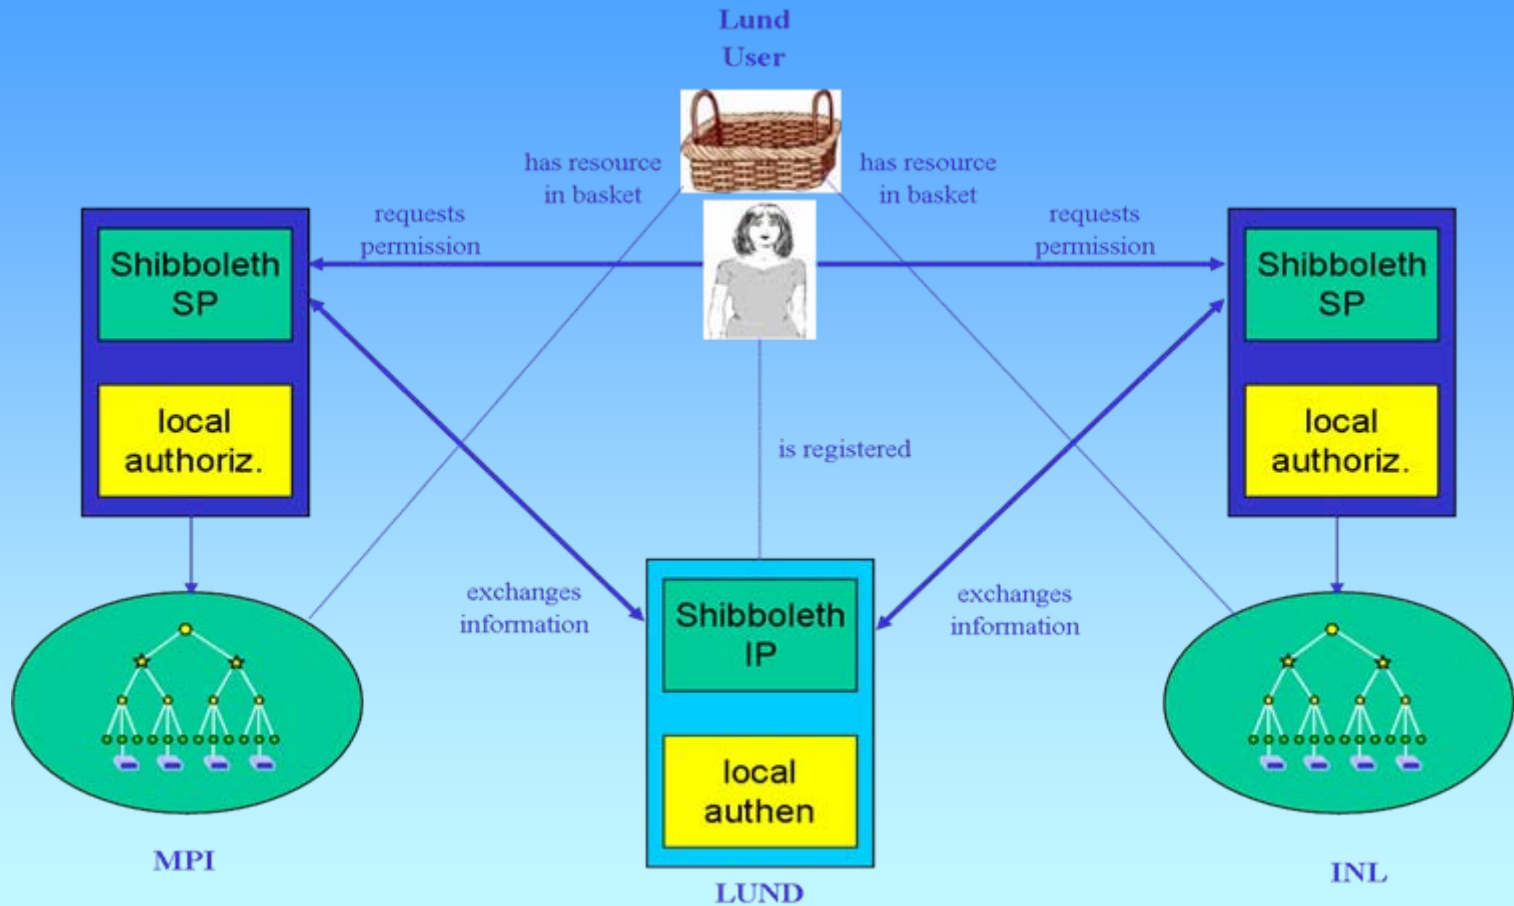 Lund
User
has resource
in basket
has resource
in basket
requests
permission
requests
permission
Shibboleth
SP
Shibboleth
SP
local
authoriz.
local
authoriz.
is registered
exchanges
information
exchanges
information
Shibboleth
IP
local
authen
MPI
LUND
INL